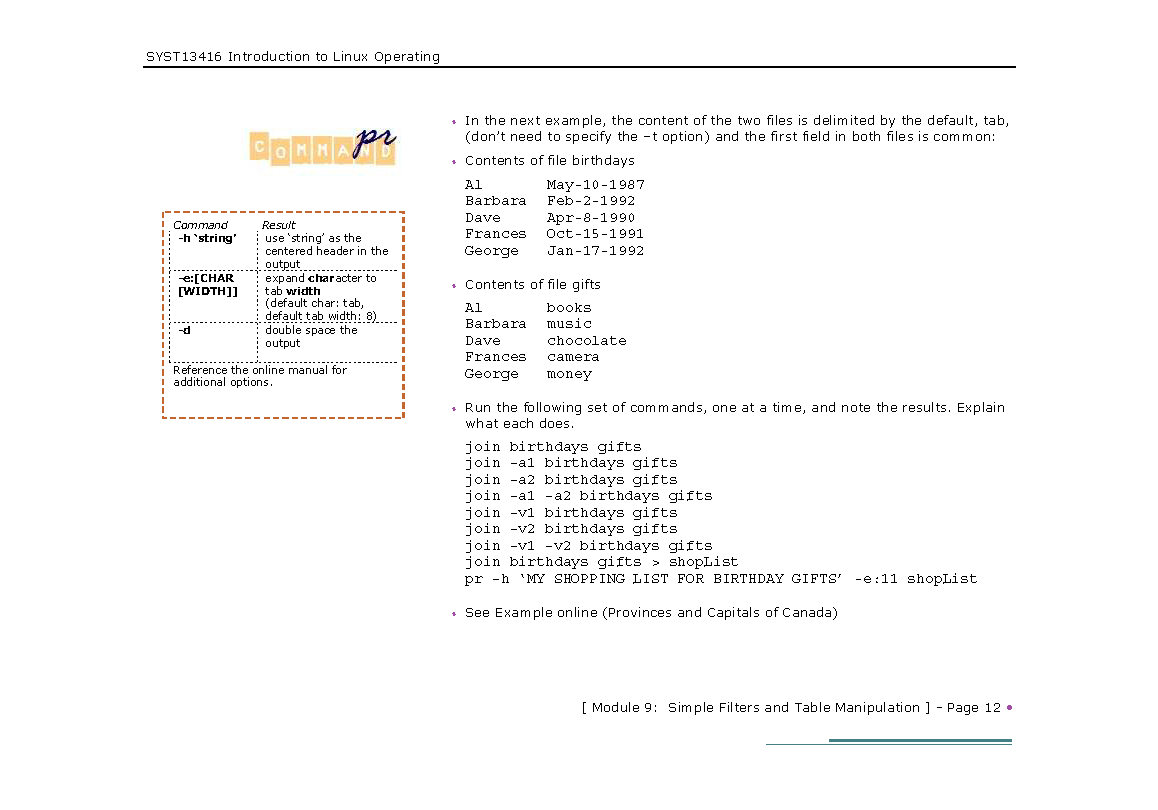 SYST13416 Introduction to Linux Operating
COMMAND pr
Command Result
-h ‘string’ use ‘string’ as the
centered header in the
output
-e:[CHAR expand character to
[WIDTH]] tab width
(default char: tab,
default tab width: 8)
-d double space the
output
Reference the online manual for
additional options.
In the next example, the content of the two files is delimited by the default, tab,
(don’t need to specify the –t option) and the first field in both files is common:
Contents of file birthdays
Al May-10-1987
Barbara Feb-2-1992
Dave Apr-8-1990
Frances Oct-15-1991
George Jan-17-1992
Contents of file gifts
Al books
Barbara music
Dave chocolate
Frances camera
George money
Run the following set of commands, one at a time, and note the results. Explain
what each does.
join birthdays gifts
join -a1 birthdays gifts
join -a2 birthdays gifts
join -a1 -a2 birthdays gifts
join -v1 birthdays gifts
join -v2 birthdays gifts
join -v1 -v2 birthdays gifts
join birthdays gifts > shopList
pr -h ‘MY SHOPPING LIST FOR BIRTHDAY GIFTS’ -e:11 shopList
See Example online (Provinces and Capitals of Canada)
[ Module 9: Simple Filters and Table Manipulation ] - Page 12